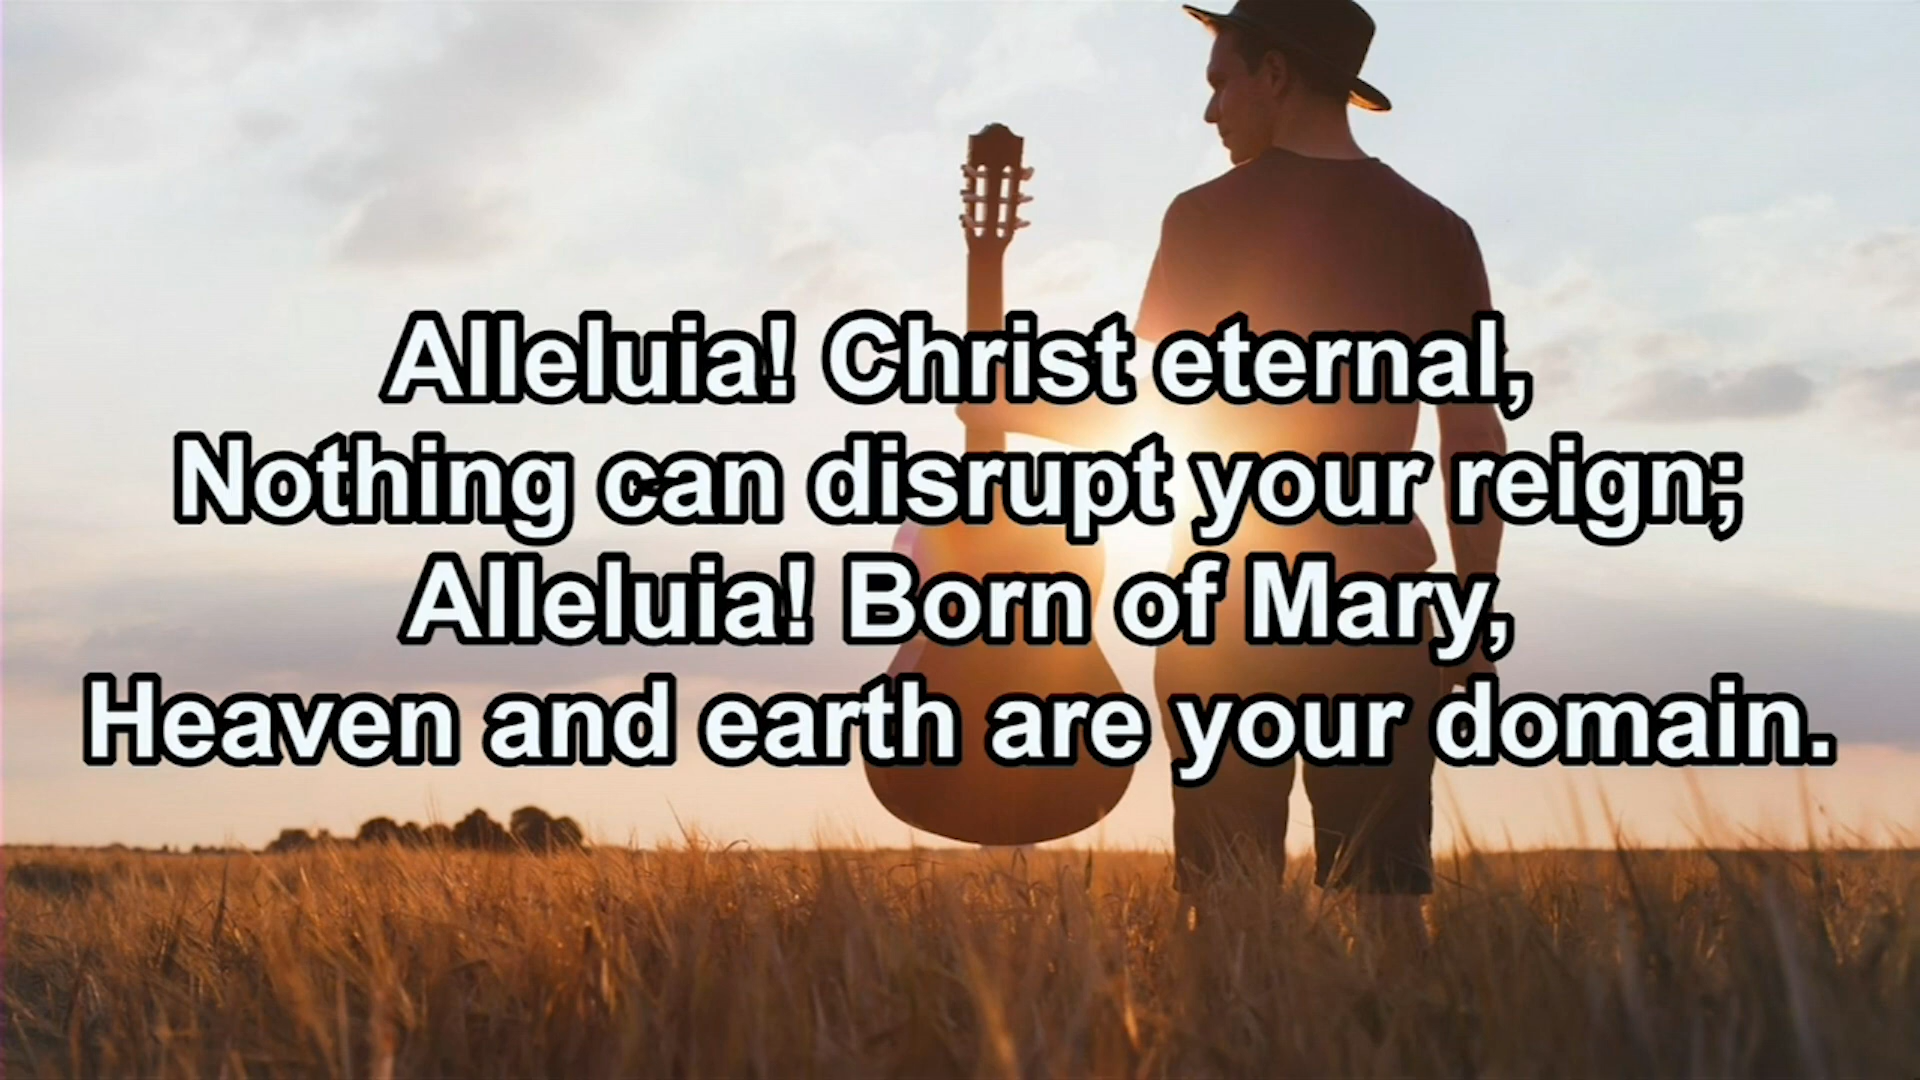 Alleluia! Christ eternal,
Nothing can disrupt your reign;
Alleluia! Born of Mary,
Heaven and earth are your domain.